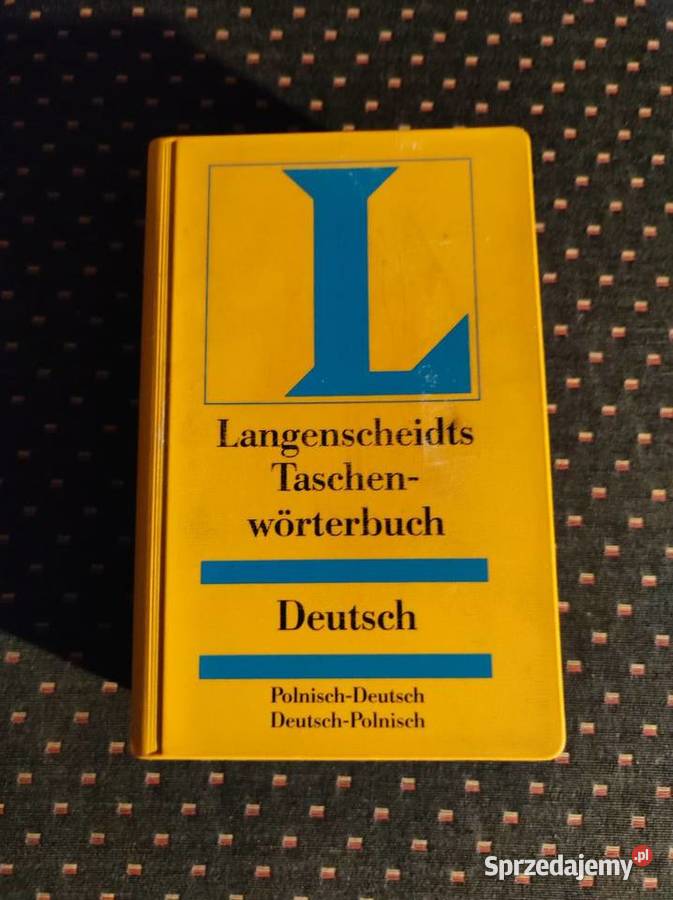 L
Langenscheidts
Taschen-
wörterbuch
Deutsch
Polnisch-Deutsch
Deutsch-Polnisch
Sprzedajemy.pl